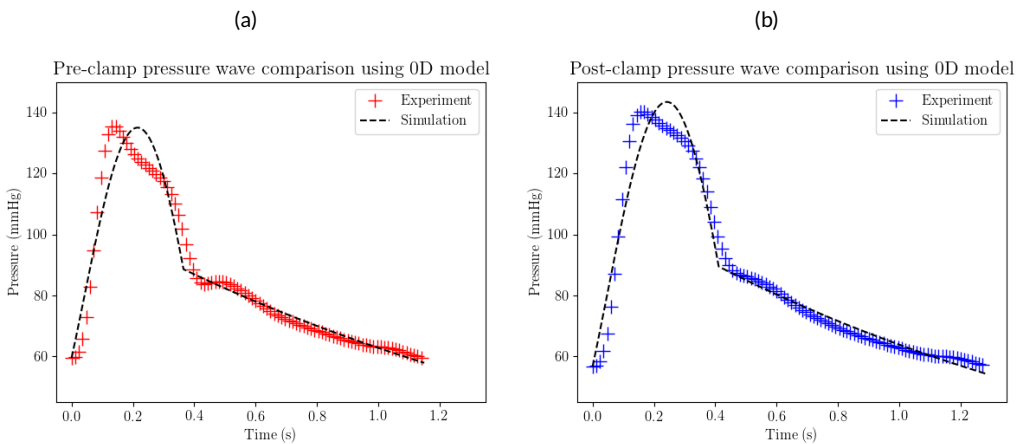 (a)
Pre-clamp pressure wave comparison using 0D model
Experiment
Simulation
Pressure (mmHg)
140
120
100
80
60
0.0 0.2 0.4 0.6 0.8 1.0 1.2
Time (s)
(b)
Post-clamp pressure wave comparison using 0D model
Experiment
Simulation
Pressure (mmHg)
140
120
100
80
60
0.0 0.2 0.4 0.6 0.8 1.0 1.2
Time (s)